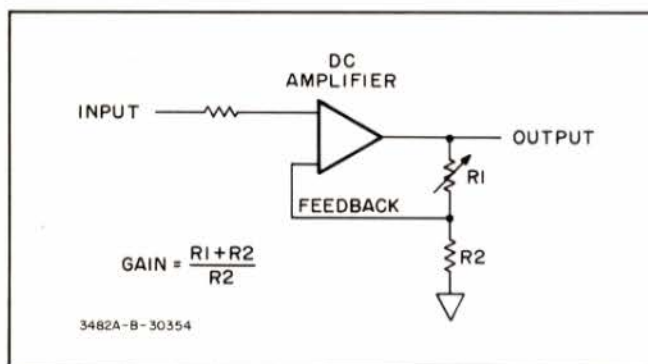 DC
AMPLIFIER
INPUT
OUTPUT
R1
FEEDBACK
R2
GAIN = R1+R2
R2
3482A-B-30354